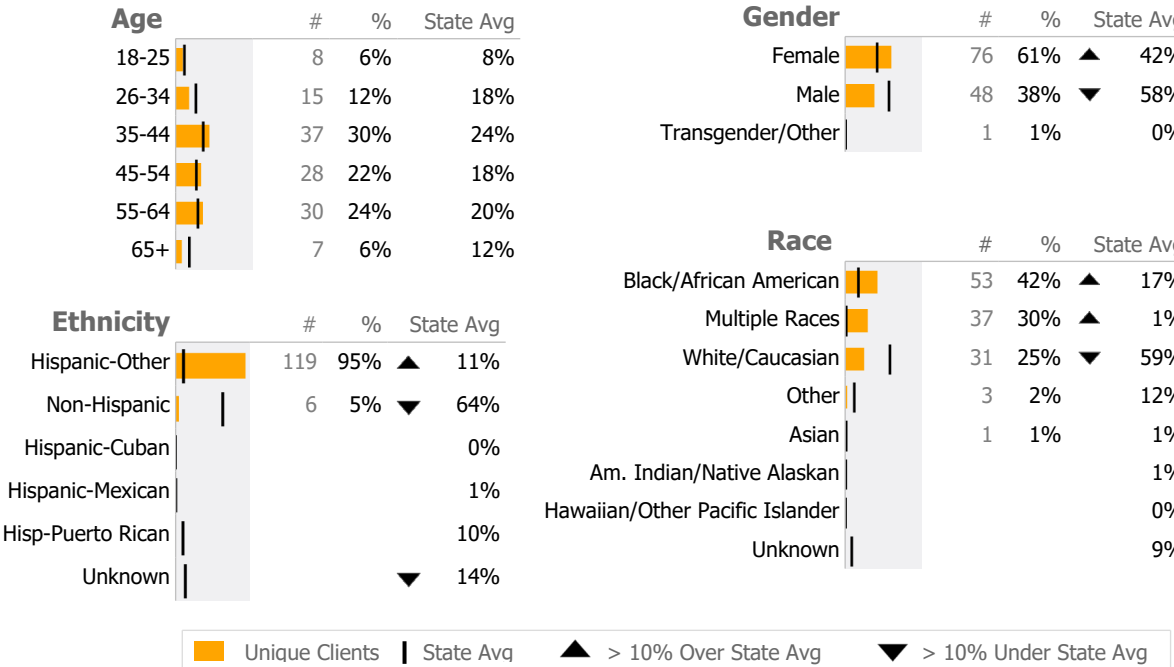 Age # % State Avg
18-25 8 6% 8%
26-34 15 12% 18%
35-44 37 30% 24%
45-54 28 22% 18%
55-64 30 24% 20%
65+ 7 6% 12%
Ethnicity # % State Avg
Hispanic-Other 119 95% ▲ 11%
Non-Hispanic 6 5% ▼ 64%
Hispanic-Cuban 0%
Hispanic-Mexican 1%
Hisp-Puerto Rican 10%
Unknown ▼ 14%
Gender # % State Avg
Female 76 61% ▲ 42%
Male 48 38% ▼ 58%
Transgender/Other 1 1% 0%
Race # % State Avg
Black/African American 53 42% ▲ 17%
Multiple Races 37 30% ▲ 1%
White/Caucasian 31 25% ▼ 59%
Other 3 2% 12%
Asian 1 1% 1%
Am. Indian/Native Alaskan 1%
Hawaiian/Other Pacific Islander 0%
Unknown 9%
Unique Clients State Avg ▲ > 10% Over State Avg ▼ > 10% Under State Avg